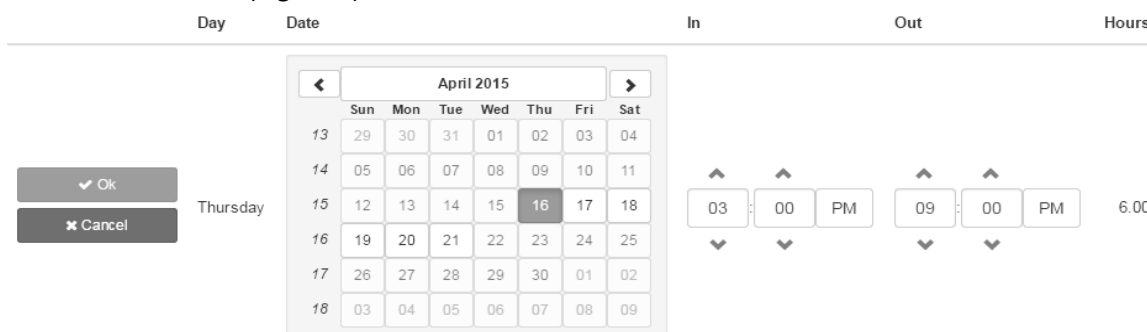 Day Date In Out Hours
April 2015
Sun Mon Tue Wed Thu Fri Sat
13 29 30 31 01 02 03 04
14 05 06 07 08 09 10 11
Ok
15 12 13 14 15 16 17 18
Thursday 03 : 00 PM 09 : 00 PM 6.00
Cancel
16 19 20 21 22 23 24 25
17 26 27 28 29 30 01 02
18 03 04 05 06 07 08 09